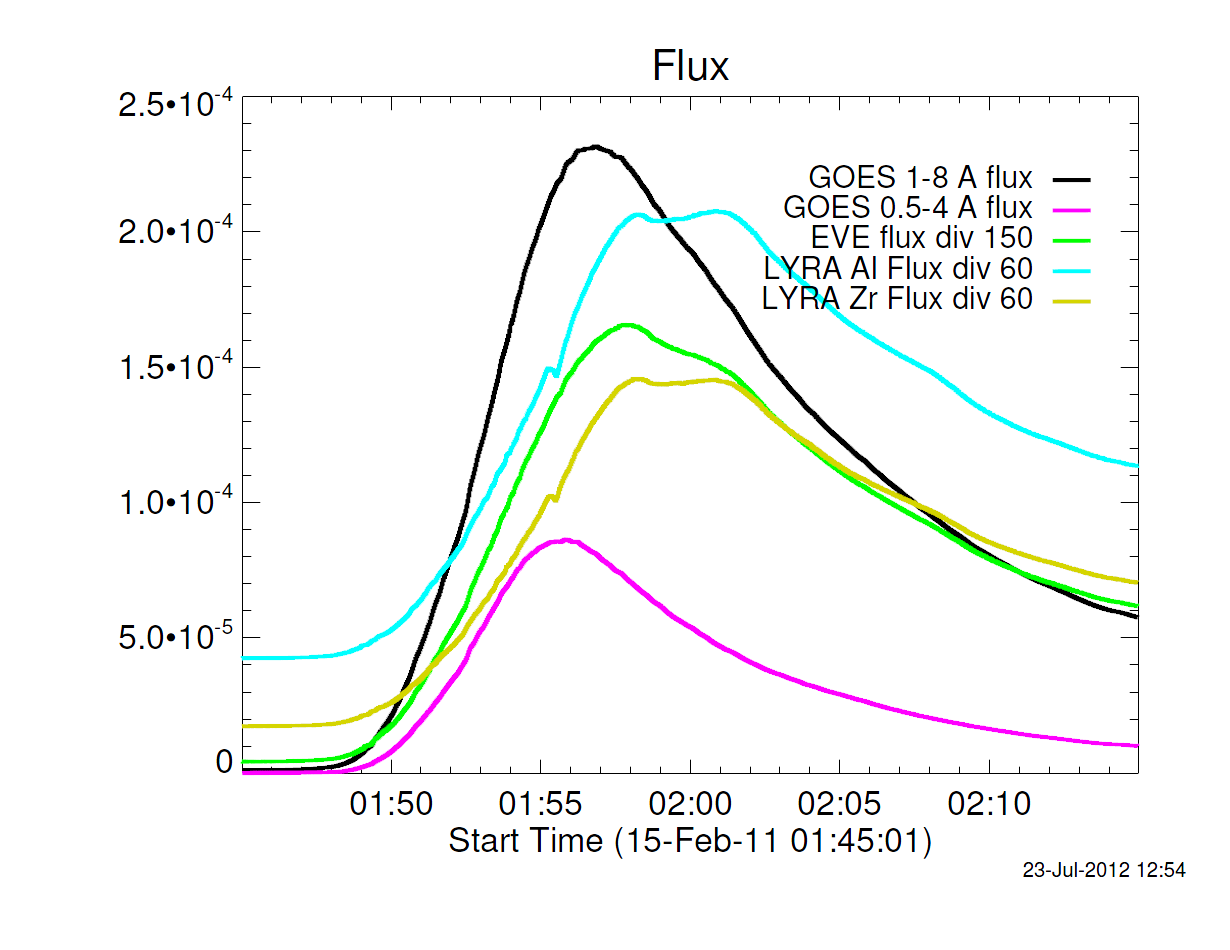 Flux
2.5•10⁻⁴
2.0•10⁻⁴
1.5•10⁻⁴
1.0•10⁻⁴
5.0•10⁻⁵
0
GOES 1-8 A flux
GOES 0.5-4 A flux
EVE flux div 150
LYRA Al Flux div 60
LYRA Zr Flux div 60
01:50 01:55 02:00 02:05 02:10
Start Time (15-Feb-11 01:45:01)
23-Jul-2012 12:54